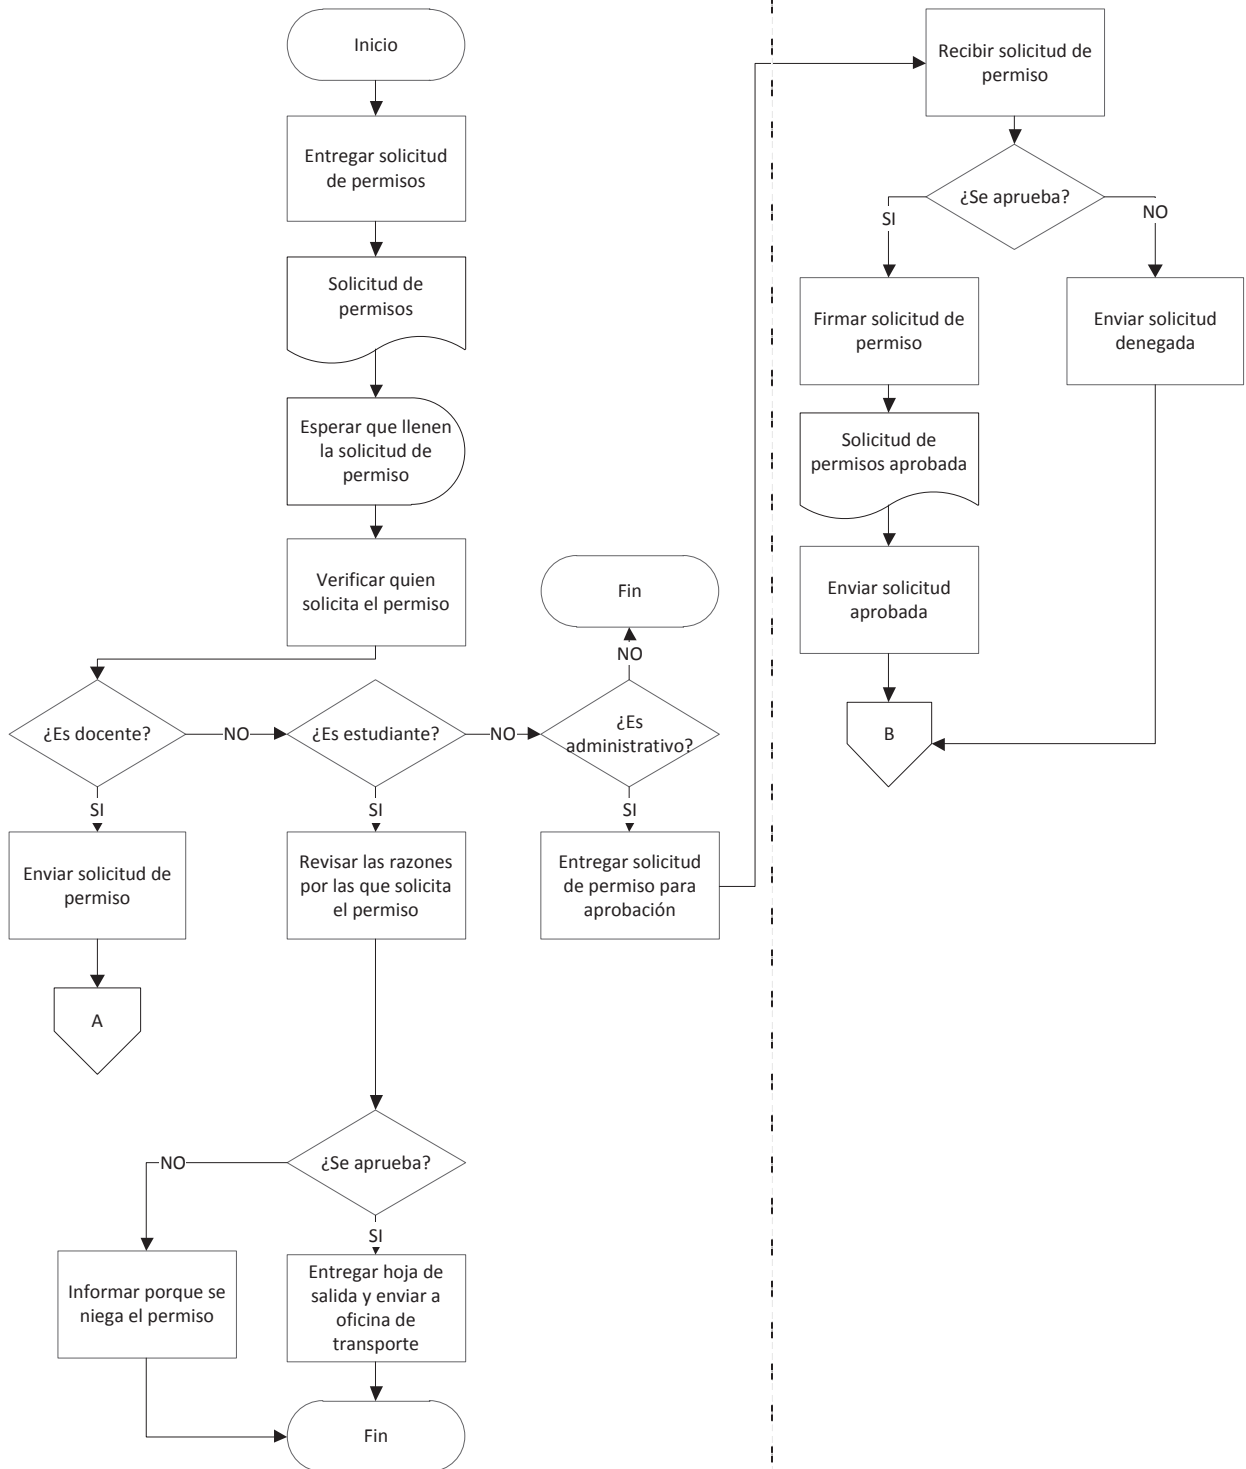 Inicio
Entregar solicitud
de permisos
Solicitud de
permisos
Esperar que llenen
la solicitud de
permiso
Verificar quien
solicita el permiso
Fin
NO
¿Es docente?
NO
¿Es estudiante?
NO
¿Es
administrativo?
SI
SI
SI
Enviar solicitud de
permiso
Revisar las razones
por las que solicita
el permiso
Entregar solicitud
de permiso para
aprobación
A
¿Se aprueba?
NO
SI
Informar porque se
niega el permiso
Entregar hoja de
salida y enviar a
oficina de
transporte
Fin
Recibir solicitud de
permiso
¿Se aprueba?
SI
NO
Firmar solicitud de
permiso
Enviar solicitud
denegada
Solicitud de
permisos aprobada
Enviar solicitud
aprobada
B